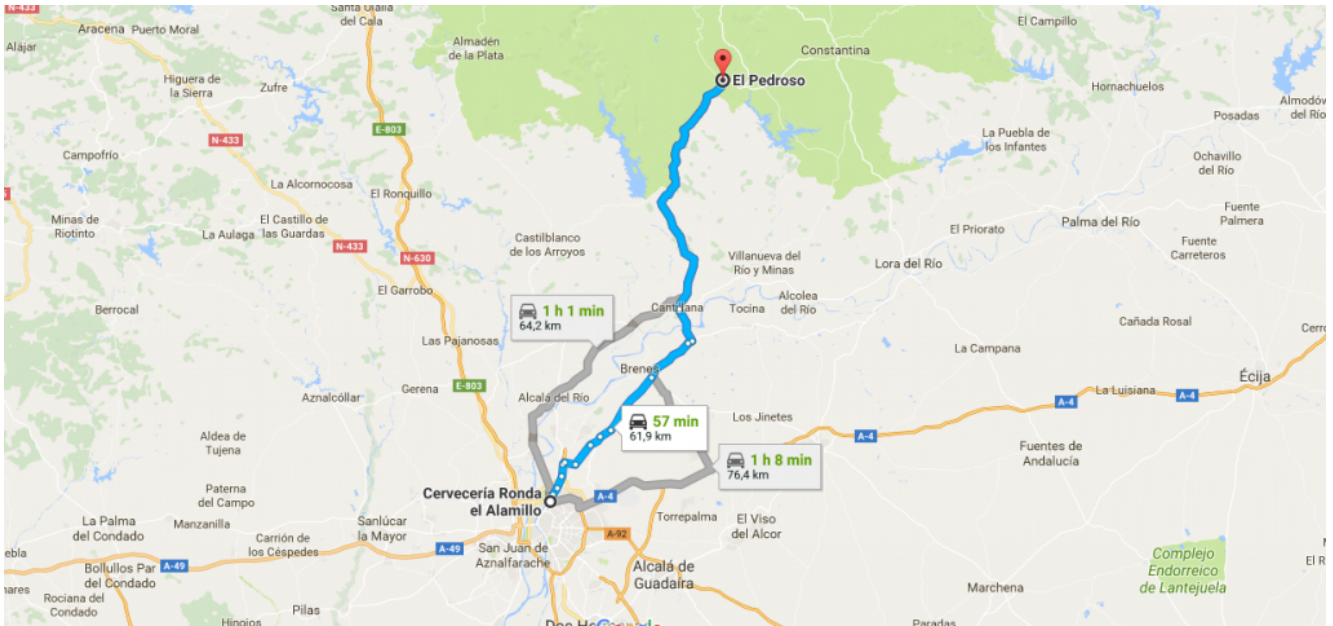 N-433
Santa Olalla
del Cala
Aracena
Puerto Moral
Alájar
Almadén
de la Plata
El Campillo
Constantina
El Pedroso
Higuera de
la Sierra
Zufre
Hornachuelos
Almodóv
del Río
Posadas
E-803
N-433
La Puebla de
los Infantes
Campofrío
Ochavillo
del Río
La Alcornocosa
El Ronquillo
Minas de
Riotinto
El Castillo de
las Guardas
La Aulaga
N-433
Fuente
Palmera
Palma del Río
El Priorato
Castilblanco
de los Arroyos
Fuente
Carreteros
N-630
Villanueva del
Río y Minas
Lora del Río
El Garrobo
Berrocal
1 h 1 min
64,2 km
Cantillana
Tocina
Alcolea
del Río
Cañada Rosal
Cerro
Las Pajanosas
La Campana
Brenes
Écija
Gerena
E-803
Alcalá del Río
Aznalcóllar
La Luisiana
A-4
A-4
57 min
61,9 km
Los Jinetes
A-4
Aldea de
Tujena
Fuentes de
Andalucía
1 h 8 min
76,4 km
Paterna
del Campo
Cervecería Ronda
el Alamillo
A-4
La Palma
del Condado
Manzanilla
Sanlúcar
la Mayor
Torrepalma
El Viso
del Alcor
Carrión de
los Céspedes
A-92
A-49
San Juan de
Aznalfarache
A-49
Bollullos Par
del Condado
Alcalá de
Guadaíra
Complejo
Endorreico
de Lantejuela
Marchena
Rociana del
Condado
Pilas
Hinojos
Paradas